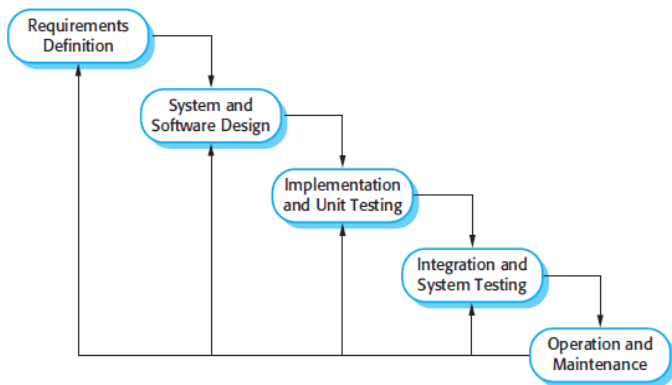 Requirements
Definition
System and
Software Design
Implementation
and Unit Testing
Integration and
System Testing
Operation and
Maintenance